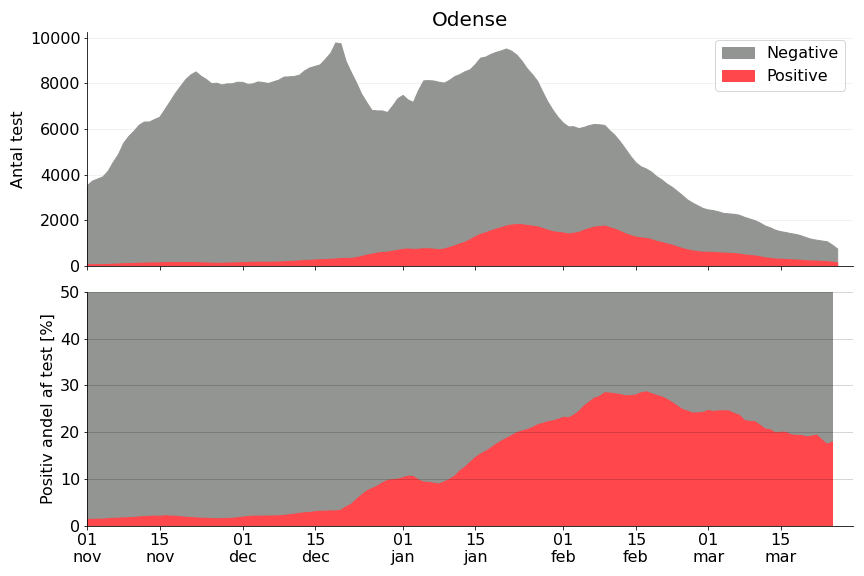 Odense
Antal test
10000
8000
6000
4000
2000
0
Negative
Positive
Positiv andel af test [%]
50
40
30
20
10
0
01 15 01 15 01 15 01 15 01 15
nov nov dec dec jan jan feb feb mar mar